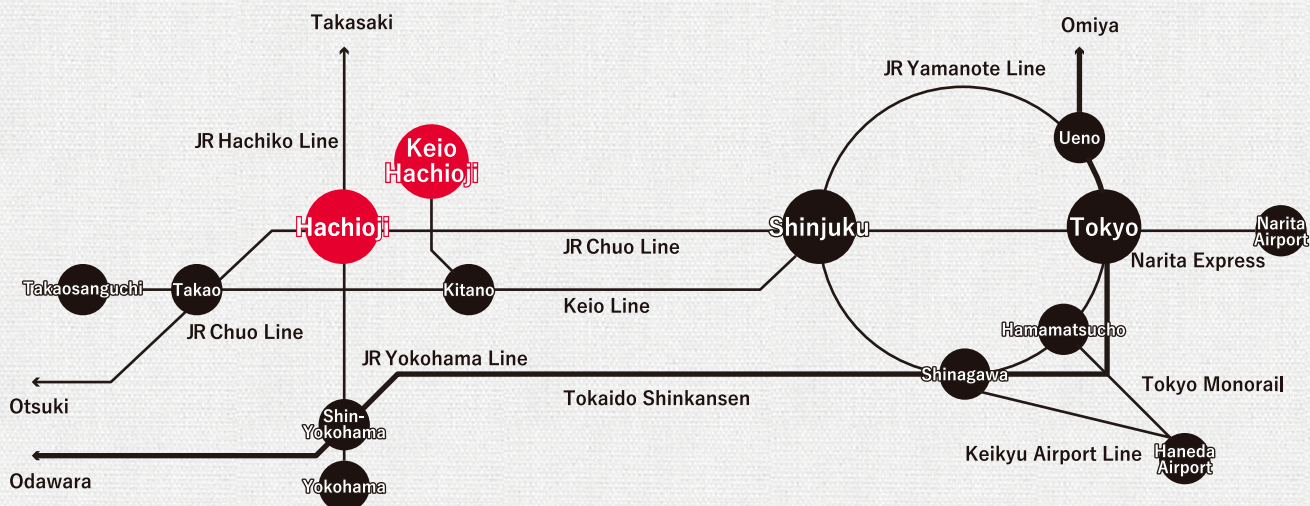 Takasaki
Omiya
JR Yamanote Line
JR Hachiko Line
Keio
Hachioji
Ueno
Hachioji
Shinjuku
Tokyo
Narita
Airport
JR Chuo Line
Narita Express
Takaosanguchi
Takao
Kitano
Keio Line
JR Chuo Line
Hamamatsucho
JR Yokohama Line
Shinagawa
Tokyo Monorail
Otsuki
Tokaido Shinkansen
Shin-
Yokohama
Keikyu Airport Line
Haneda
Airport
Odawara
Yokohama